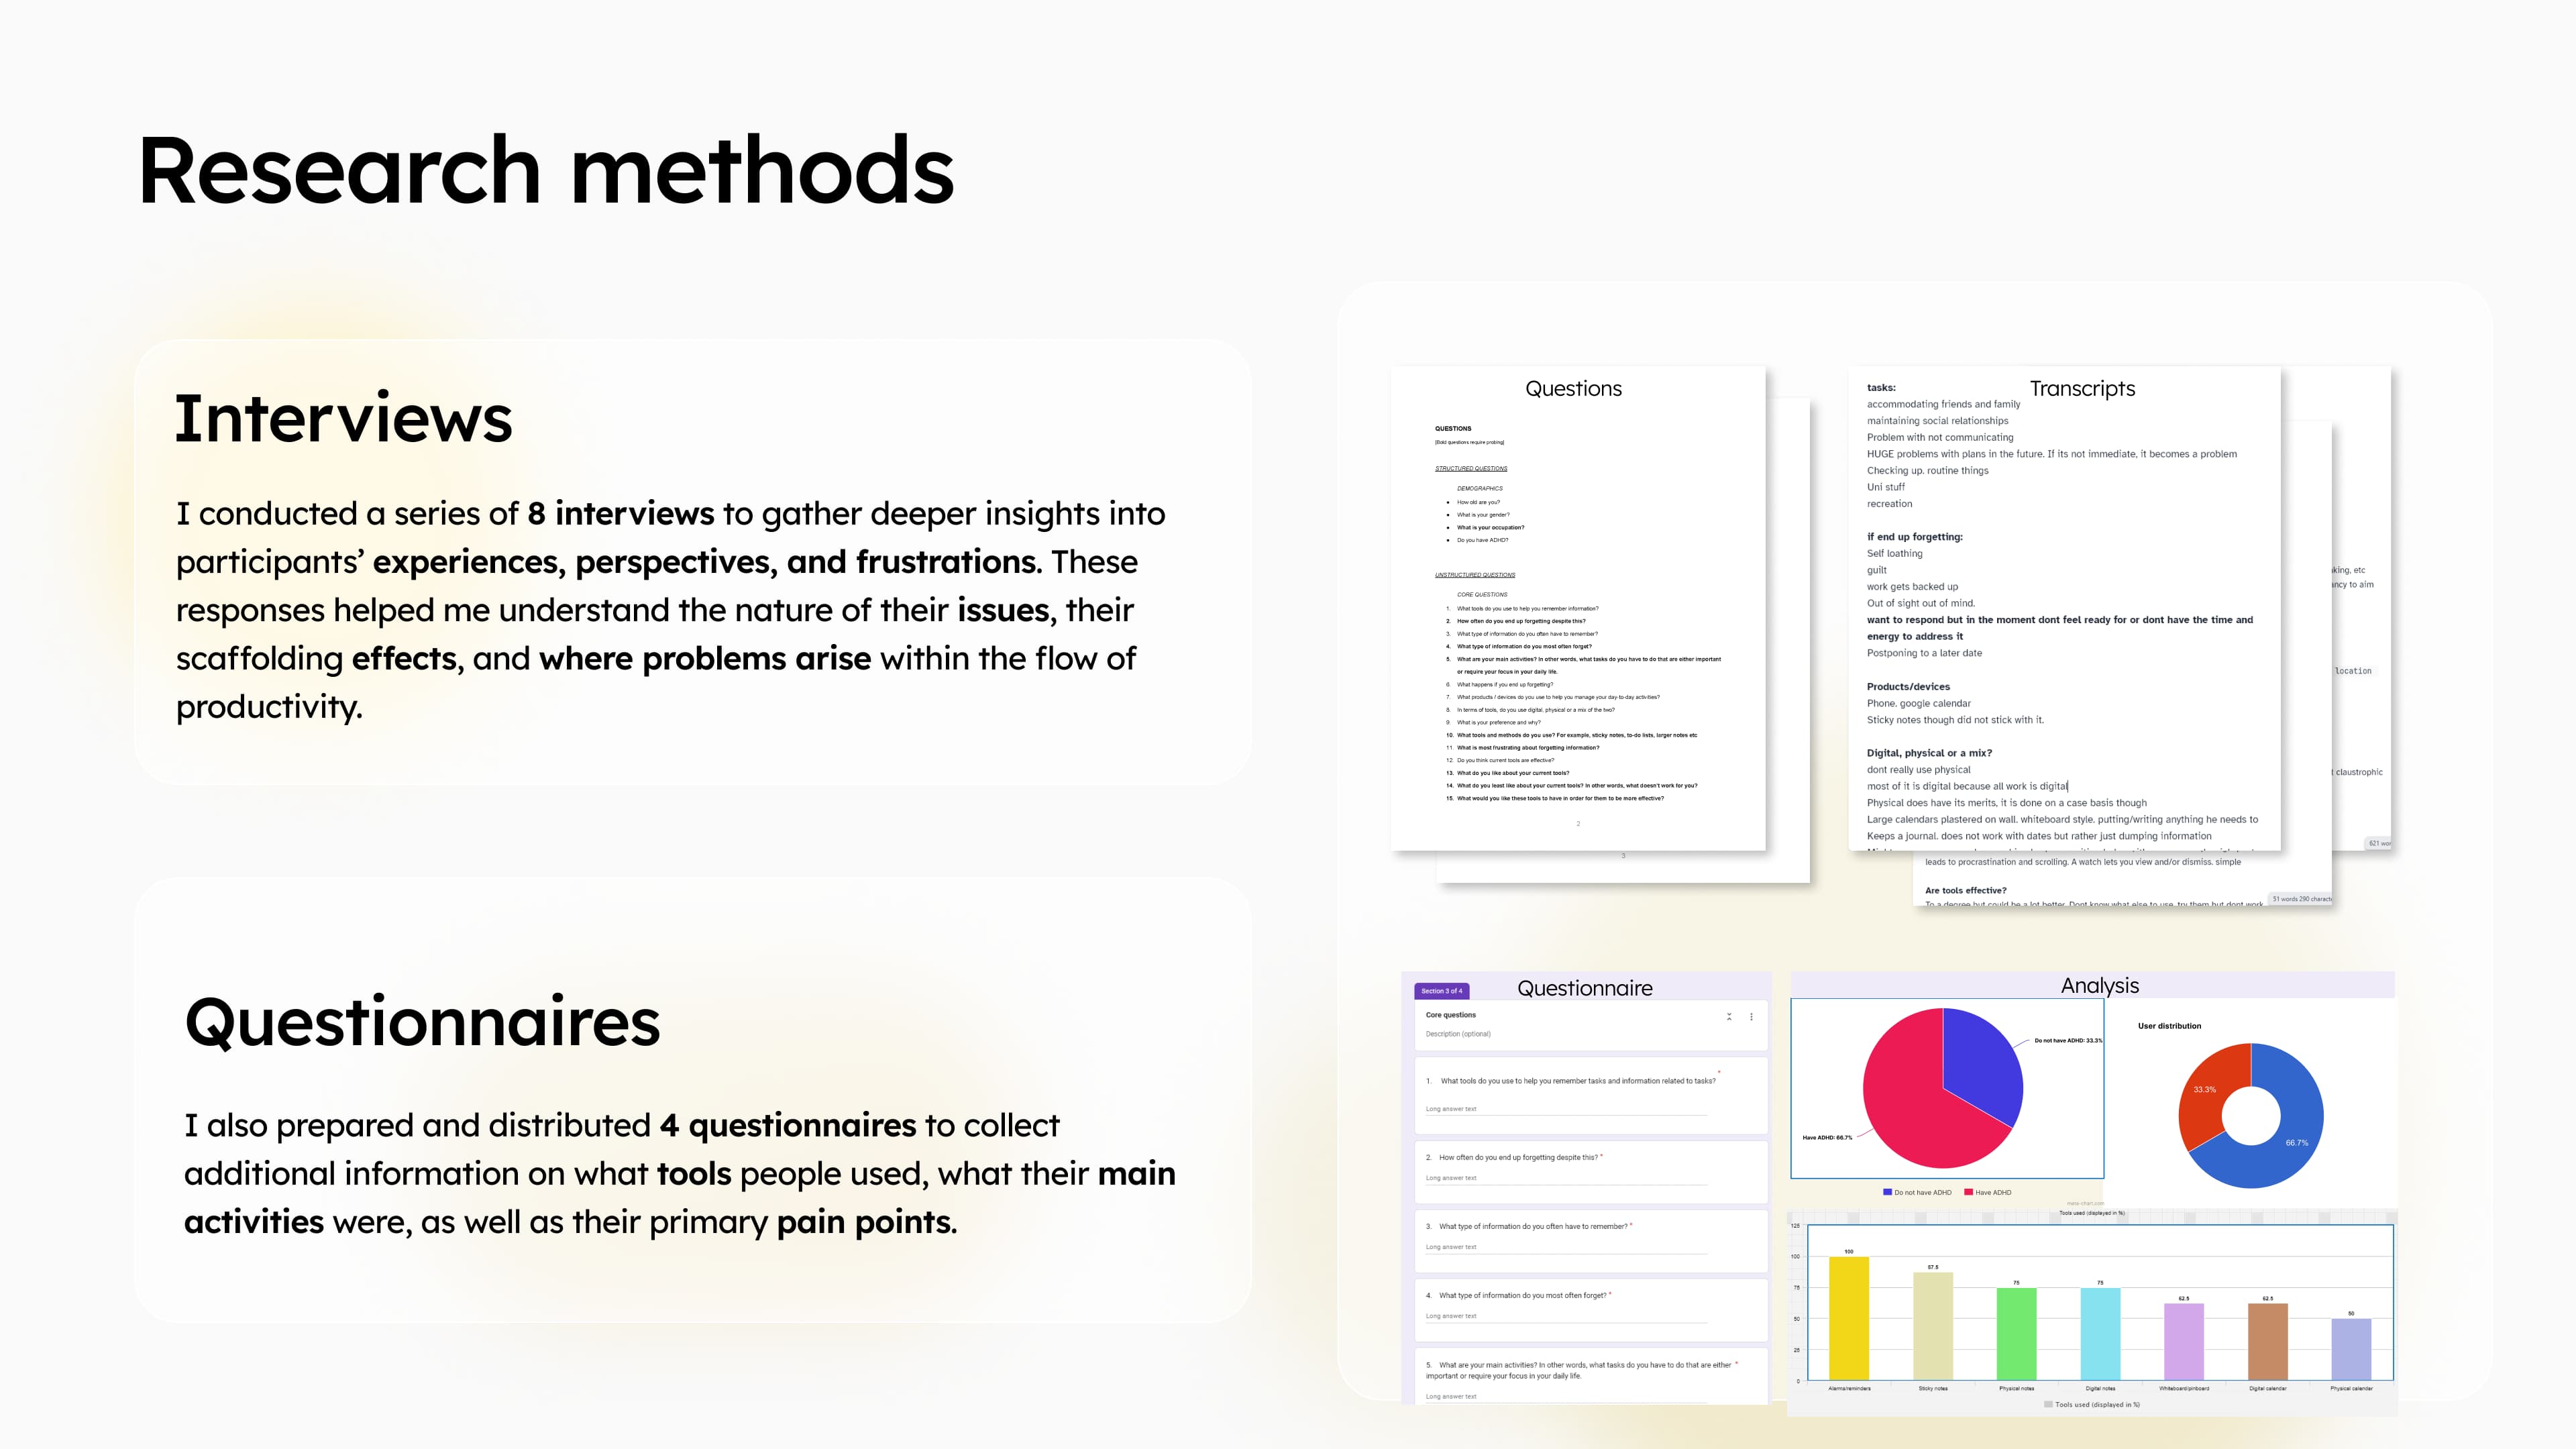 Research methods
Interviews
I conducted a series of 8 interviews to gather deeper insights into
participants’ experiences, perspectives, and frustrations. These
responses helped me understand the nature of their issues, their
scaffolding effects, and where problems arise within the flow of
productivity.
Questionnaires
I also prepared and distributed 4 questionnaires to collect
additional information on what tools people used, what their main
activities were, as well as their primary pain points.
Questions
QUESTIONS
[Bold questions require probing]
STRUCTURED QUESTIONS
DEMOGRAPHICS
● How old are you?
● What is your gender?
● What is your occupation?
● Do you have ADHD?
UNSTRUCTURED QUESTIONS
CORE QUESTIONS
1. What tools do you use to help you remember information?
2. How often do you end up forgetting despite this?
3. What type of information do you often have to remember?
4. What type of information do you most often forget?
5. What are your main activities? In other words, what tasks do you have to do that are either important
or require your focus in your daily life.
6. What happens if you end up forgetting?
7. What products / devices do you use to help you manage your day-to-day activities?
8. In terms of tools, do you use digital, physical or a mix of the two?
9. What is your preference and why?
10. What tools and methods do you use? For example, sticky notes, to-do lists, larger notes etc
11. What is most frustrating about forgetting information?
12. Do you think current tools are effective?
13. What do you like about your current tools?
14. What do you least like about your current tools? In other words, what doesn't work for you?
15. What would you like these tools to have in order for them to be more effective?
2
3
Transcripts
tasks:
accommodating friends and family
maintaining social relationships
Problem with not communicating
HUGE problems with plans in the future. If its not immediate, it becomes a problem
Checking up, routine things
Uni stuff
recreation
if end up forgetting:
Self loathing
guilt
work gets backed up
Out of sight out of mind.
want to respond but in the moment dont feel ready for or dont have the time and
energy to address it
Postponing to a later date
Products/devices
Phone, google calendar
Sticky notes though did not stick with it.
Digital, physical or a mix?
dont really use physical
most of it is digital because all work is digital
Physical does have its merits, it is done on a case basis though
Large calendars plastered on wall, whiteboard style, putting/writing anything he needs to
Keeps a journal, does not work with dates but rather just dumping information
king, etc
ancy to aim
location
t claustrophic
621 wor
leads to procrastination and scrolling. A watch lets you view and/or dismiss. simple
Are tools effective?
To a degree but could be a lot better. Dont know what else to use, try them but dont work
51 words 290 characte
Questionnaire
Section 3 of 4
Core questions
Description (optional)
1. What tools do you use to help you remember tasks and information related to tasks? *
Long answer text
2. How often do you end up forgetting despite this? *
Long answer text
3. What type of information do you often have to remember? *
Long answer text
4. What type of information do you most often forget? *
Long answer text
5. What are your main activities? In other words, what tasks do you have to do that are either *
important or require your focus in your daily life.
Long answer text
Analysis
Do not have ADHD: 33.3%
Have ADHD: 66.7%
Do not have ADHD Have ADHD
meta-chart.com
User distribution
33.3%
66.7%
Tools used (displayed in %)
125
100
75
50
25
0
100
87.5
75
75
62.5
62.5
50
Alarms/reminders Sticky notes Physical notes Digital notes Whiteboard/pinboard Digital calendar Physical calendar
Tools used (displayed in %)